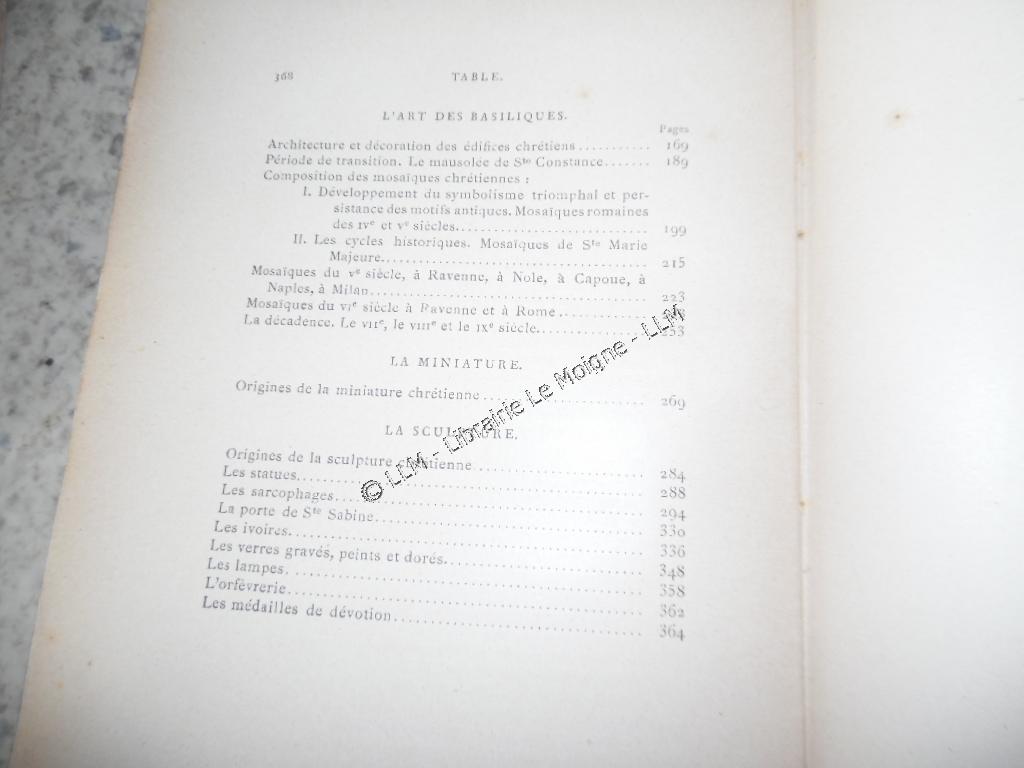 368 TABLE.
L'ART DES BASILIQUES.
Pages
Architecture et décoration des édifices chrétiens ........... 169
Période de transition. Le mausolée de Ste Constance....... 189
Composition des mosaïques chrétiennes :
I. Développement du symbolisme triomphal et per-
sistance des motifs antiques. Mosaïques romaines
des IVe et Ve siècles............................ 199
II. Les cycles historiques. Mosaïques de Ste Marie
Majeure....................................... 215
Mosaïques du Ve siècle, à Ravenne, à Nole, à Capoue, à
Naples, à Milan........................................ 223
Mosaïques du VIe siècle à Ravenne et à Rome ............
La décadence. Le VIIe, le VIIIe et le IXe siècle............. 253
LA MINIATURE.
Origines de la miniature chrétienne ...................... 269
LA SCULPTURE.
Origines de la sculpture chrétienne....................... 284
Les statues............................................... 288
Les sarcophages.......................................... 294
La porte de Ste Sabine.................................... 330
Les ivoires................................................ 336
Les verres gravés, peints et dorés......................... 348
Les lampes............................................... 358
L'orfèvrerie.............................................. 362
Les médailles de dévotion................................ 364
© LLM - Librairie Le Moigne - LLM